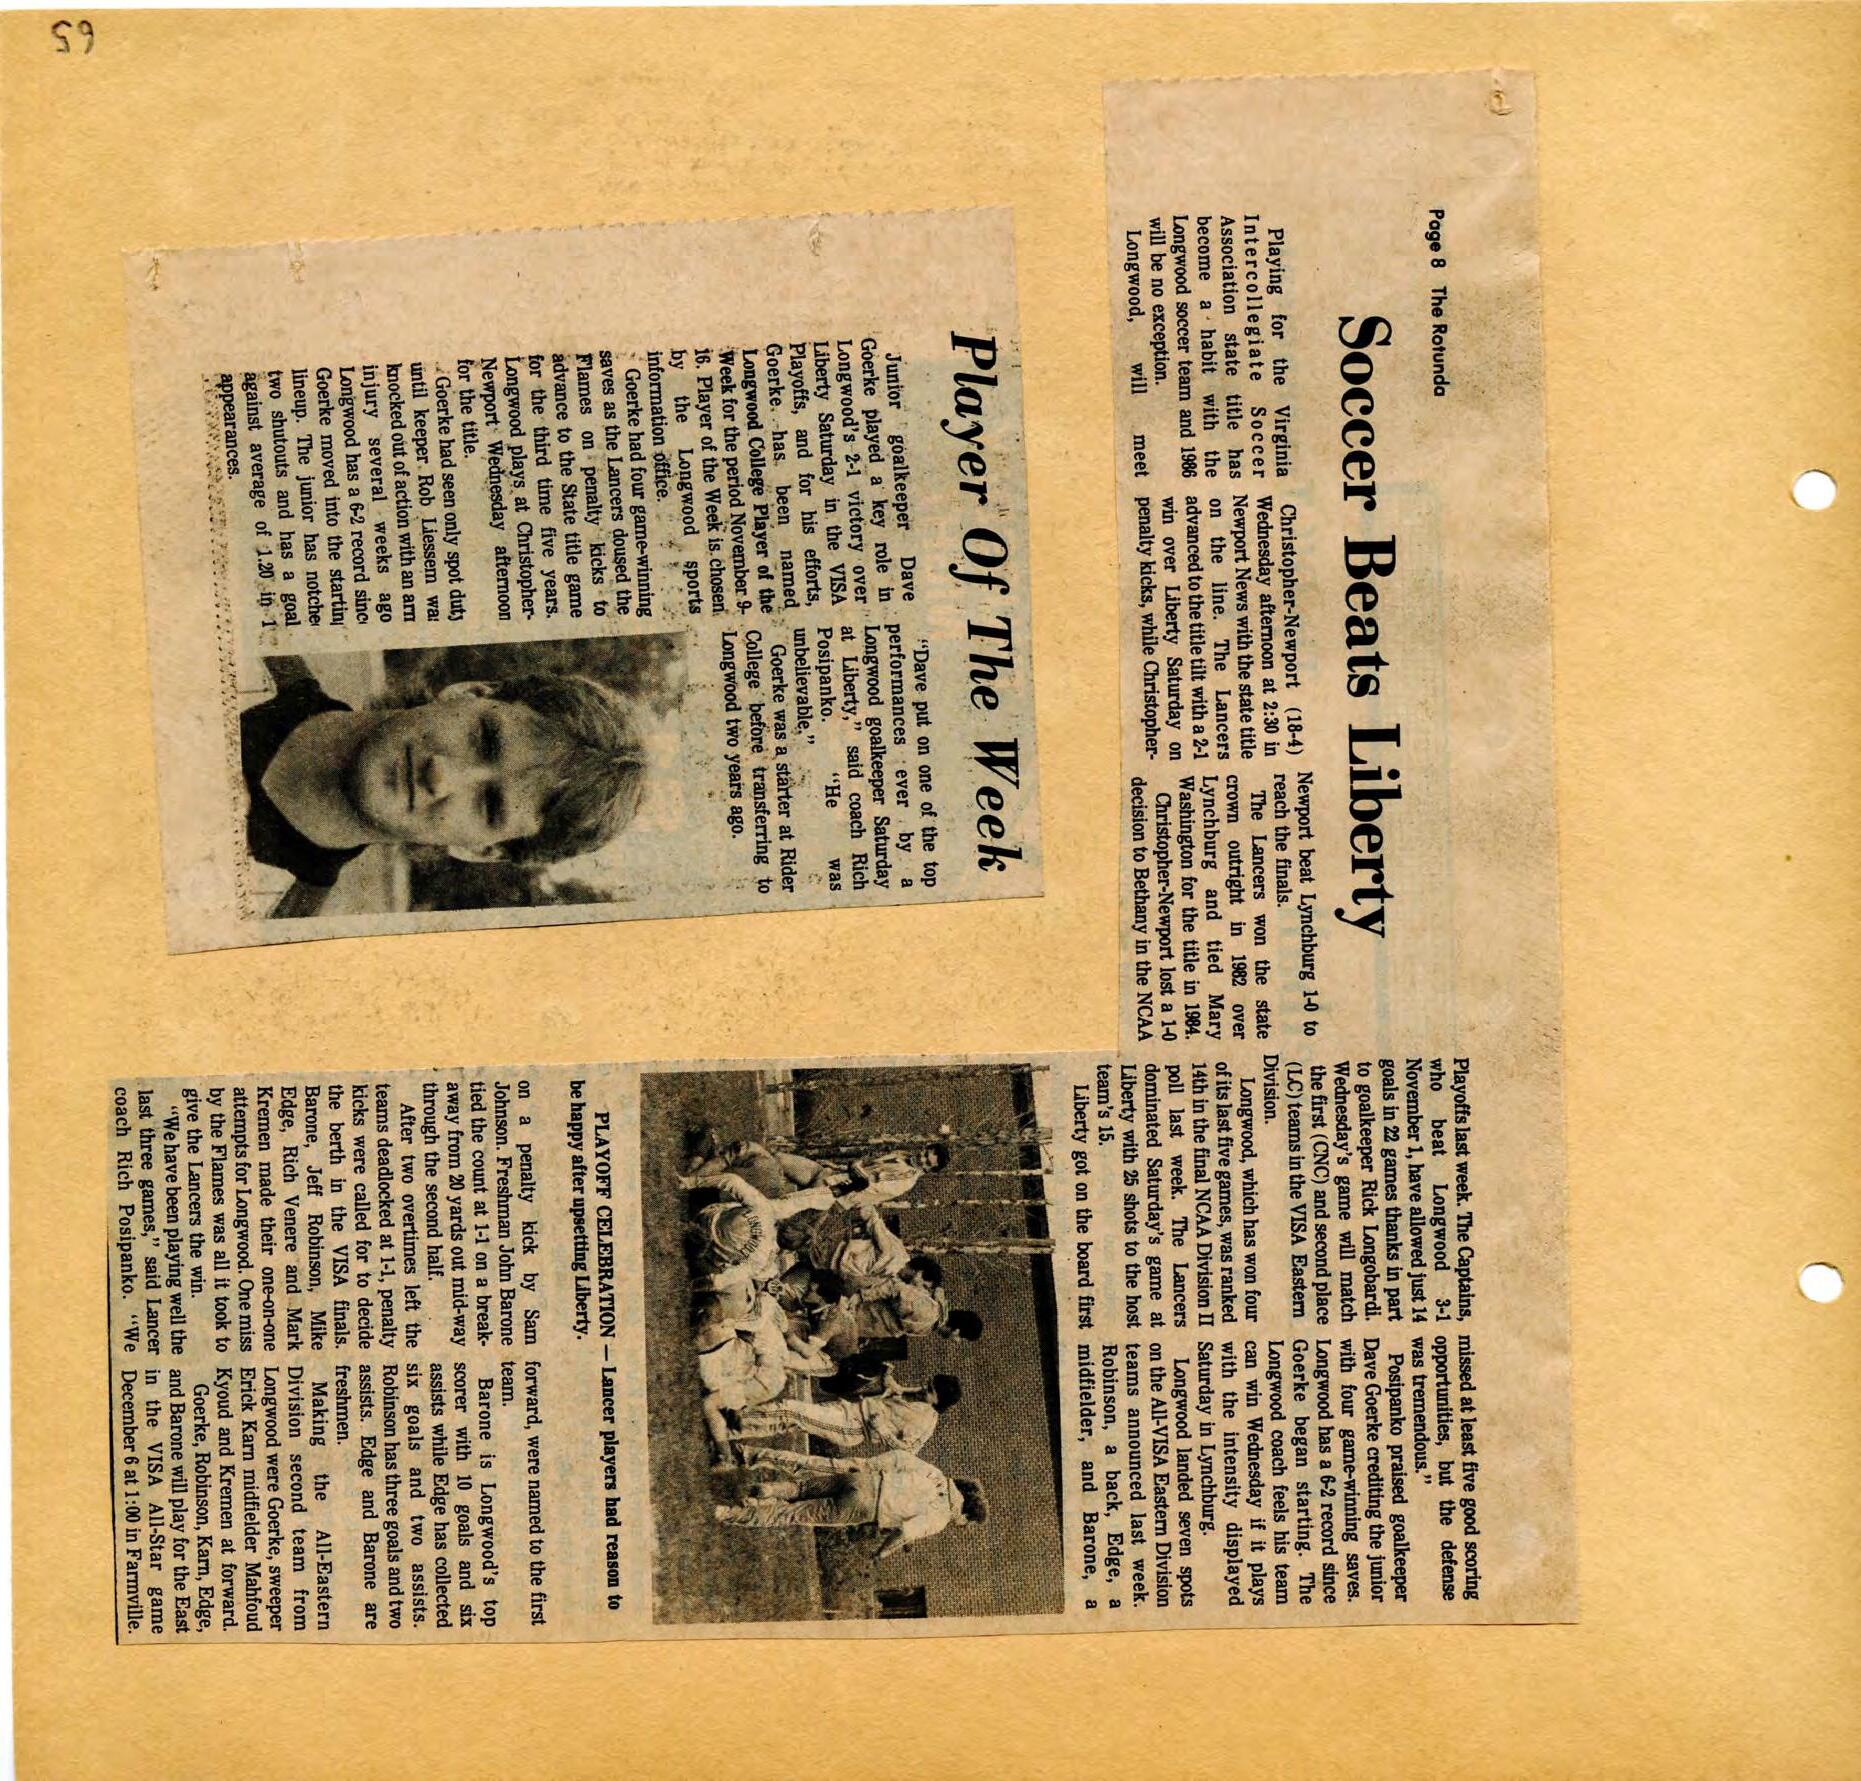 65
Page 8 The Rotunda
Soccer Beats Liberty
Playing for the Virginia
Intercollegiate Soccer
Association state title has
become a habit with the
Longwood soccer team and 1986
will be no exception.
Longwood, will meet
Christopher-Newport (18-4)
Wednesday afternoon at 2:30 in
Newport News with the state title
on the line. The Lancers
advanced to the title tilt with a 2-1
win over Liberty Saturday on
penalty kicks, while Christopher-
Newport beat Lynchburg 1-0 to
reach the finals.
The Lancers won the state
crown outright in 1982 over
Lynchburg and tied Mary
Washington for the title in 1984.
Christopher-Newport lost a 1-0
decision to Bethany in the NCAA
Playoffs last week. The Captains,
who beat Longwood 3-1
November 1, have allowed just 14
goals in 22 games thanks in part
to goalkeeper Rick Longobardi.
Wednesday's game will match
the first (CNC) and second place
(LC) teams in the VISA Eastern
Division.
Longwood, which has won four
of its last five games, was ranked
14th in the final NCAA Division II
poll last week. The Lancers
dominated Saturday's game at
Liberty with 25 shots to the host
team's 15.
Liberty got on the board first
missed at least five good scoring
opportunities, but the defense
was tremendous."
Posipanko praised goalkeeper
Dave Goerke crediting the junior
with four game-winning saves.
Longwood has a 6-2 record since
Goerke began starting. The
Longwood coach feels his team
can win Wednesday if it plays
with the intensity displayed
Saturday in Lynchburg.
Longwood landed seven spots
on the All-VISA Eastern Division
teams announced last week.
Robinson, a back, Edge, a
midfielder, and Barone, a
PLAYOFF CELEBRATION — Lancer players had reason to
be happy after upsetting Liberty.
on a penalty kick by Sam
Johnson. Freshman John Barone
tied the count at 1-1 on a break-
away from 20 yards out mid-way
through the second half.
After two overtimes left the
teams deadlocked at 1-1, penalty
kicks were called for to decide
the berth in the VISA finals.
Barone, Jeff Robinson, Mike
Edge, Rich Venere and Mark
Kremen made their one-on-one
attempts for Longwood. One miss
by the Flames was all it took to
give the Lancers the win.
"We have been playing well the
last three games," said Lancer
coach Rich Posipanko. "We
forward, were named to the first
team.
Barone is Longwood's top
scorer with 10 goals and six
assists while Edge has collected
six goals and two assists.
Robinson has three goals and two
assists. Edge and Barone are
freshmen.
Making the All-Eastern
Division second team from
Longwood were Goerke, sweeper
Erick Karn midfielder Mahfoud
Kyoud and Kremen at forward.
Goerke, Robinson, Karn, Edge,
and Barone will play for the East
in the VISA All-Star game
December 6 at 1:00 in Farmville.
Player Of The Week
Junior goalkeeper Dave
Goerke played a key role in
Longwood's 2-1 victory over
Liberty Saturday in the VISA
Playoffs, and for his efforts,
Goerke has been named
Longwood College Player of the
Week for the period November 9-
16. Player of the Week is chosen
by the Longwood sports
information office.
Goerke had four game-winning
saves as the Lancers doused the
Flames on penalty kicks to
advance to the State title game
for the third time five years.
Longwood plays at Christopher-
Newport Wednesday afternoon
for the title.
Goerke had seen only spot duty
until keeper Rob Liessem wa
knocked out of action with an arm
injury several weeks ago
Longwood has a 6-2 record sinc
Goerke moved into the starting
lineup. The junior has notche
two shutouts and has a goal
against average of 1.20 in 1
appearances.
"Dave put on one of the top
performances ever by a
Longwood goalkeeper Saturday
at Liberty," said coach Rich
Posipanko. "He was
unbelievable."
Goerke was a starter at Rider
College before transferring to
Longwood two years ago.